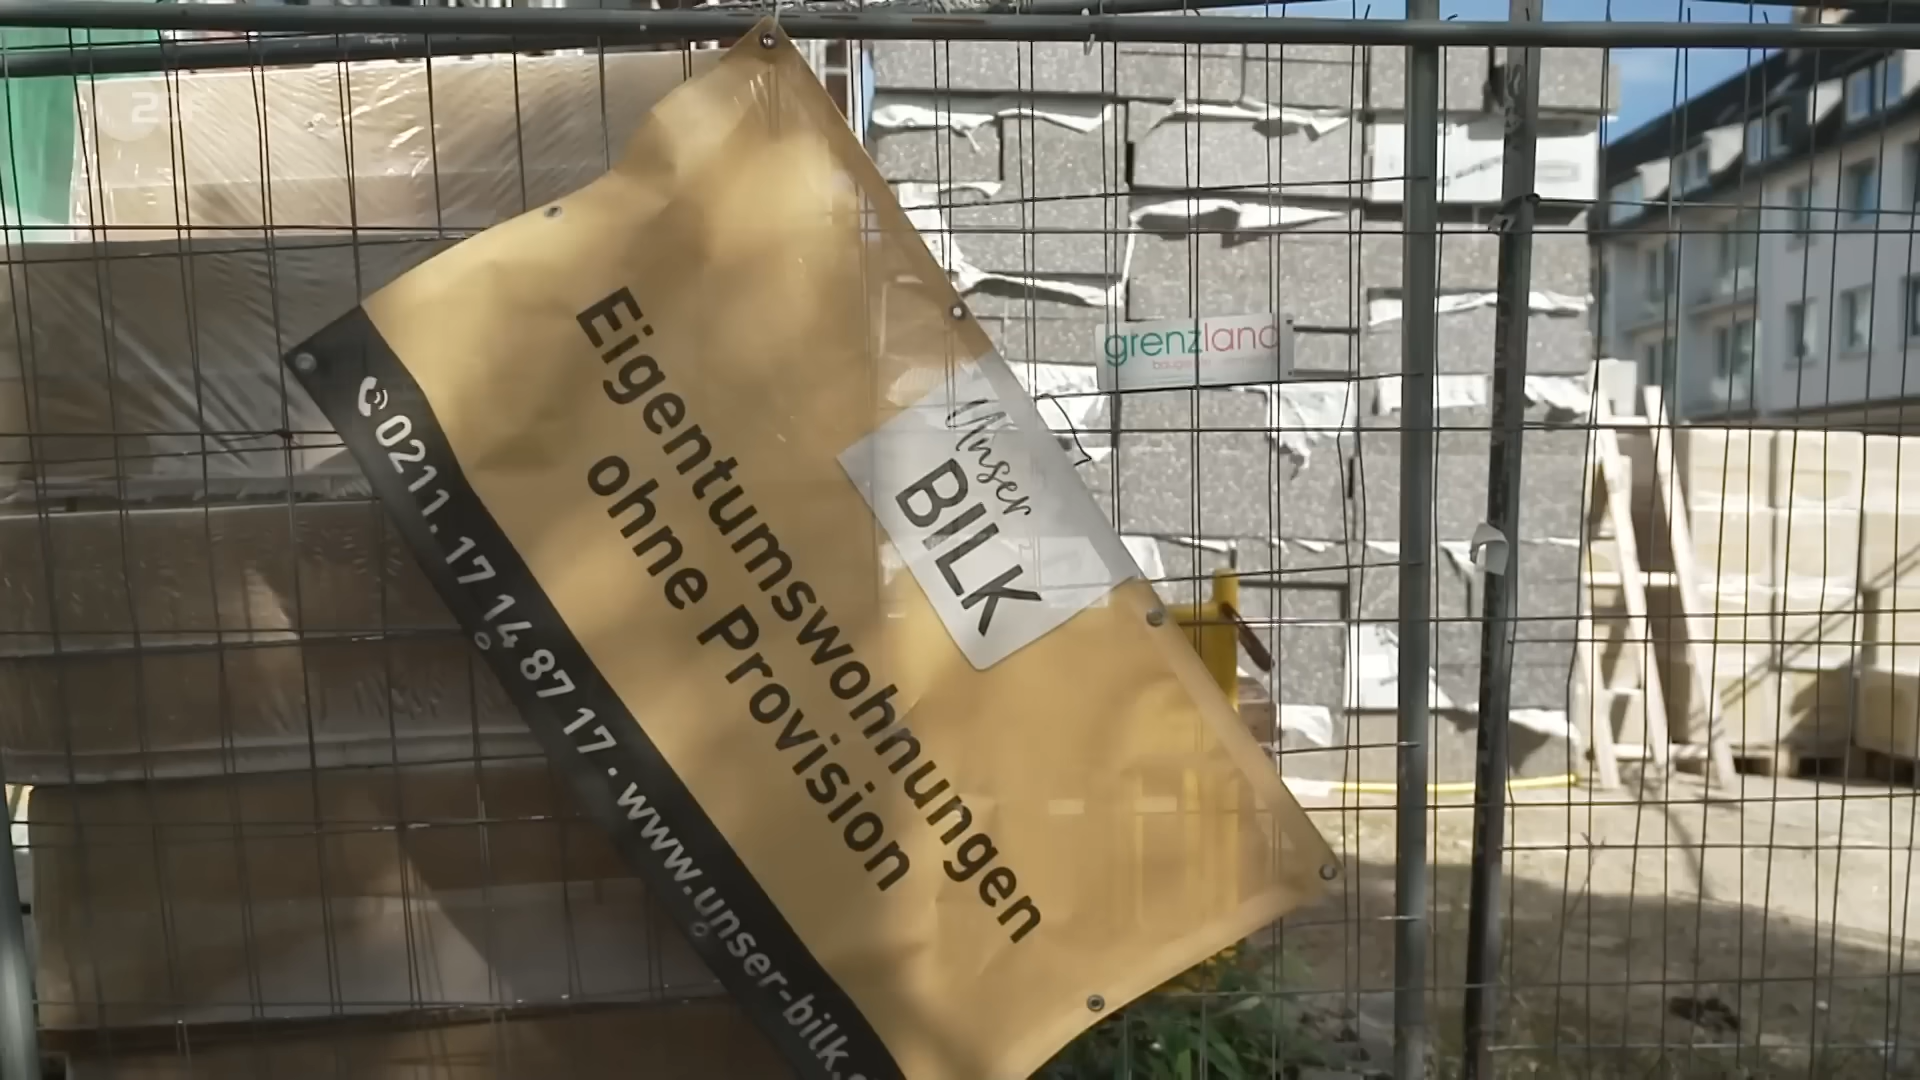 Unser
BILK
Eigentumswohnungen
ohne Provision
0211. 17 14 87 17 · www.unser-bilk.
grenzland